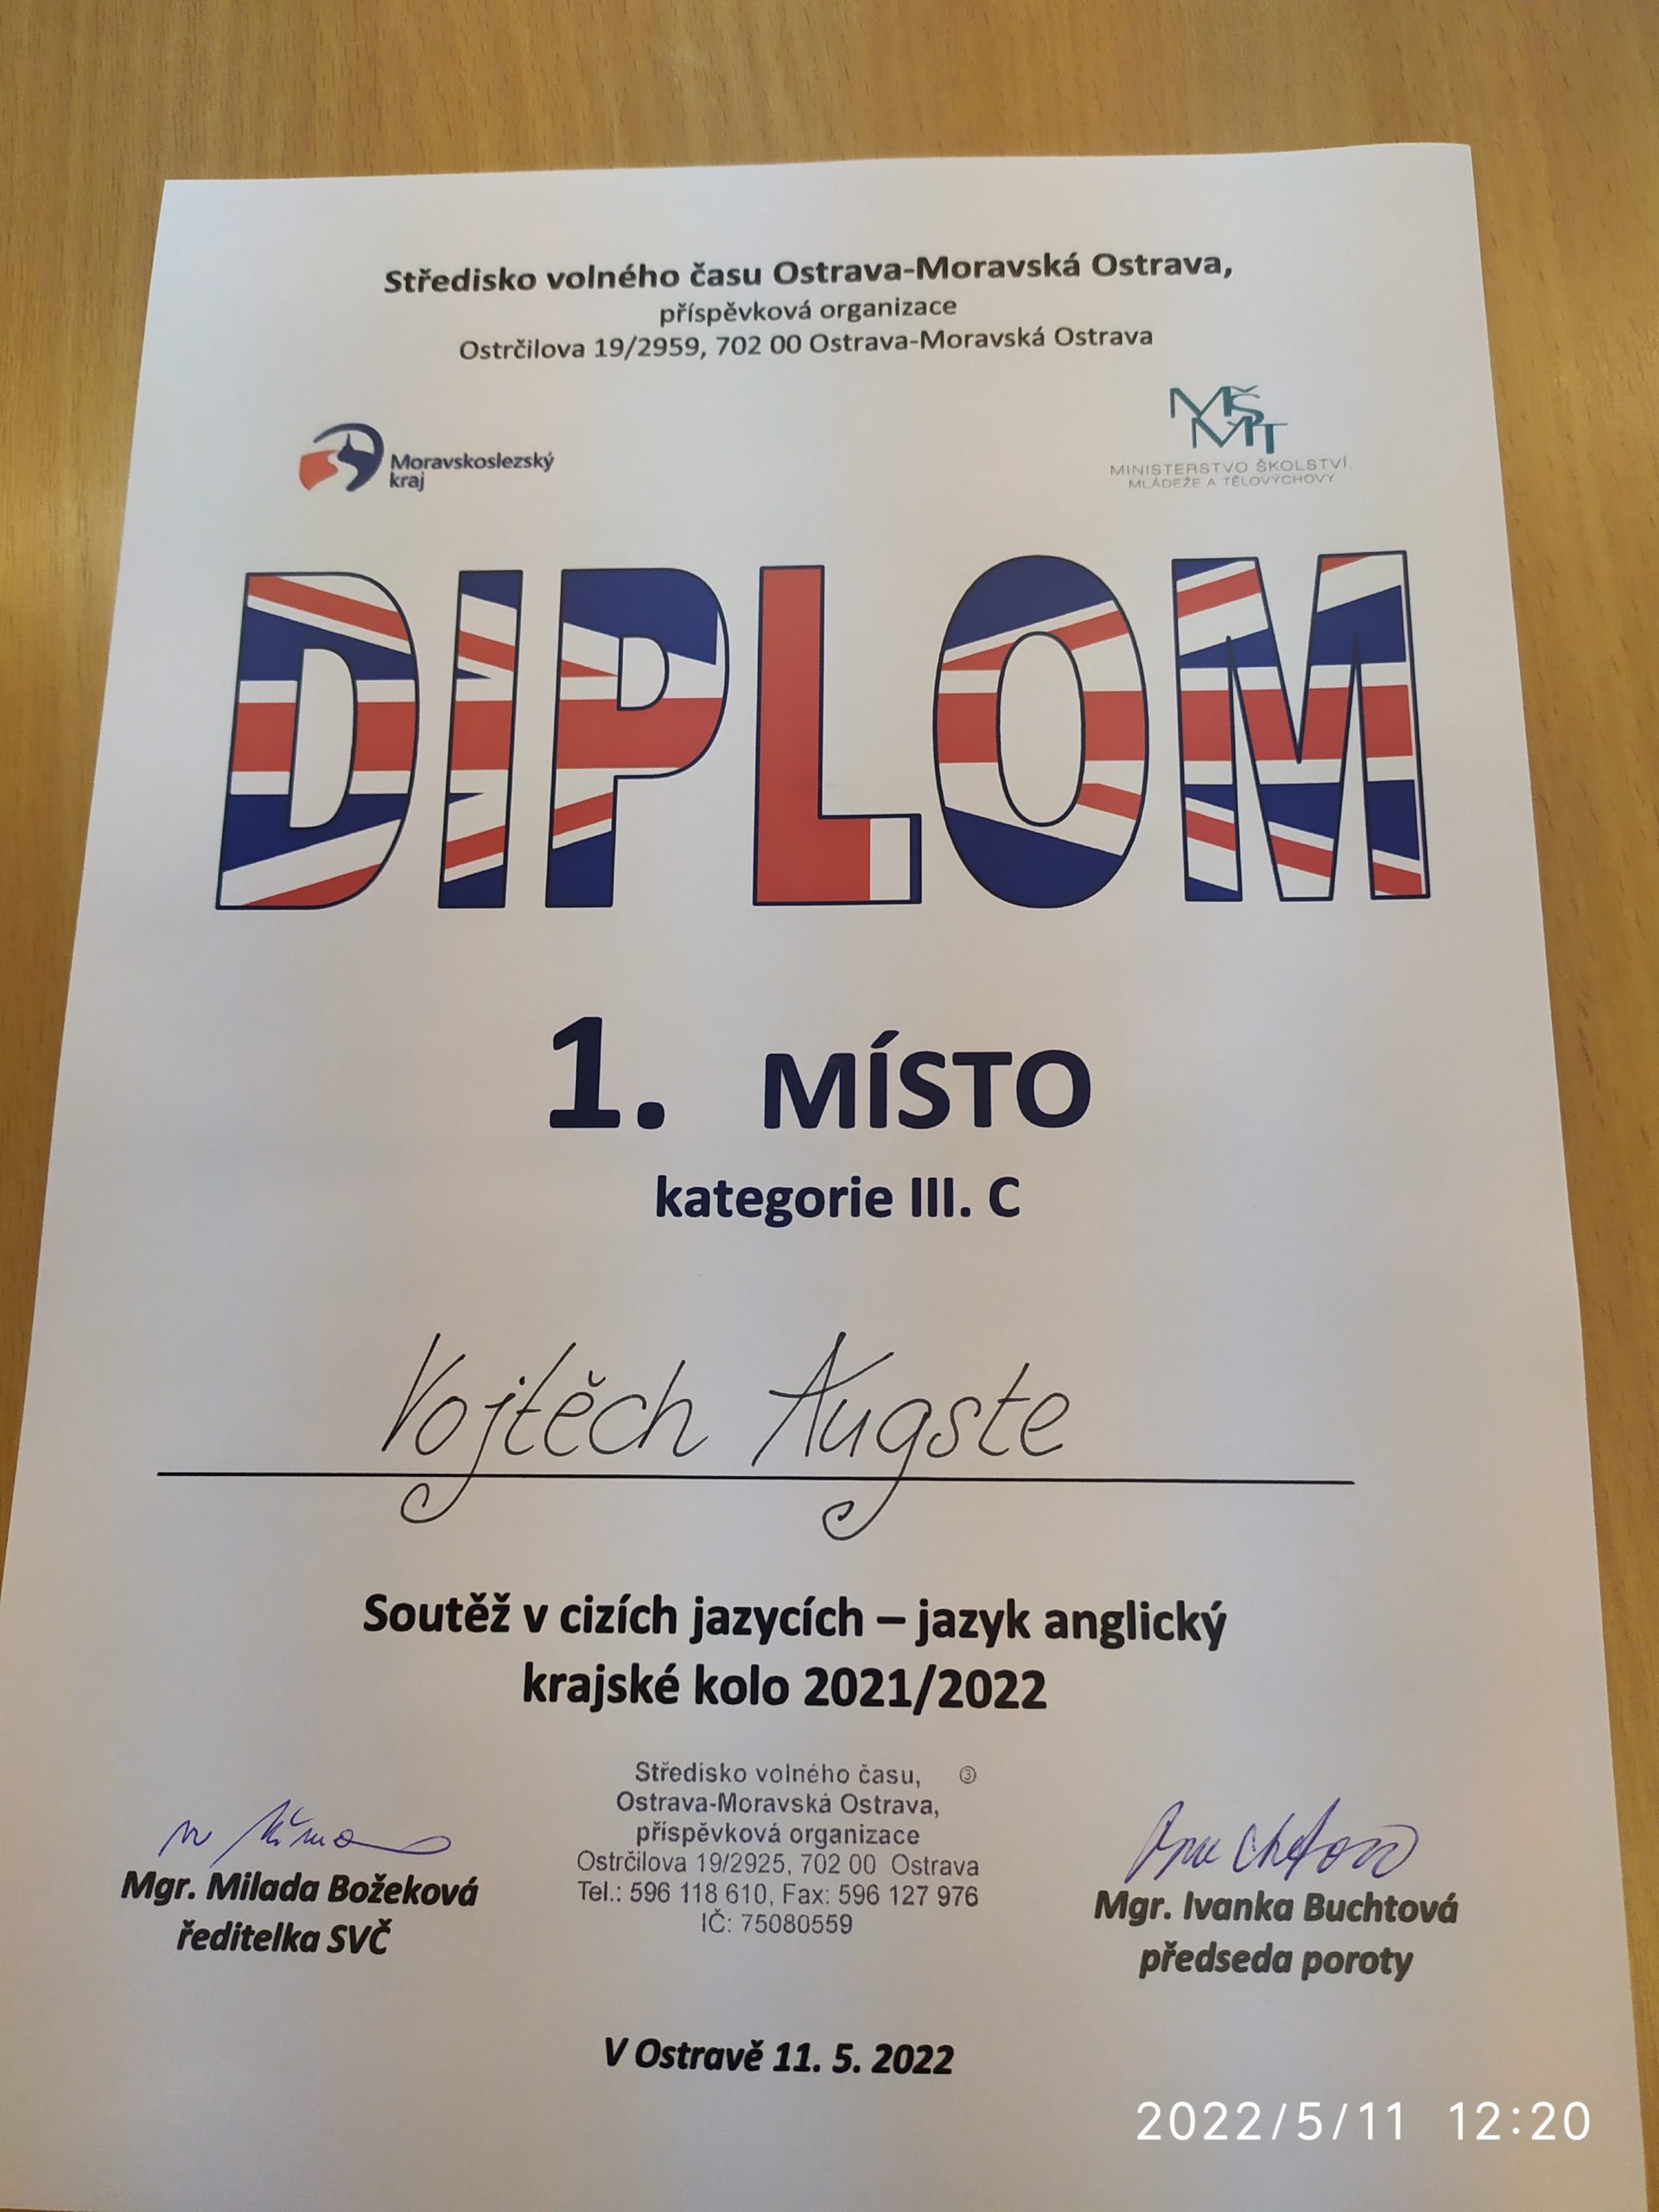 Středisko volného času Ostrava-Moravská Ostrava,
příspěvková organizace
Ostrčilova 19/2959, 702 00 Ostrava-Moravská Ostrava
Moravskoslezský
kraj
MŠMT
MINISTERSTVO ŠKOLSTVÍ,
MLÁDEŽE A TĚLOVÝCHOVY
DIPLOM
1. MÍSTO
kategorie III. C
Vojtěch Augste
Soutěž v cizích jazycích – jazyk anglický
krajské kolo 2021/2022
Středisko volného času, ③
Ostrava-Moravská Ostrava,
příspěvková organizace
Ostrčilova 19/2925, 702 00 Ostrava
Tel.: 596 118 610, Fax: 596 127 976
IČ: 75080559
Mgr. Milada Božeková
ředitelka SVČ
Mgr. Ivanka Buchtová
předseda poroty
V Ostravě 11. 5. 2022
2022/5/11 12:20